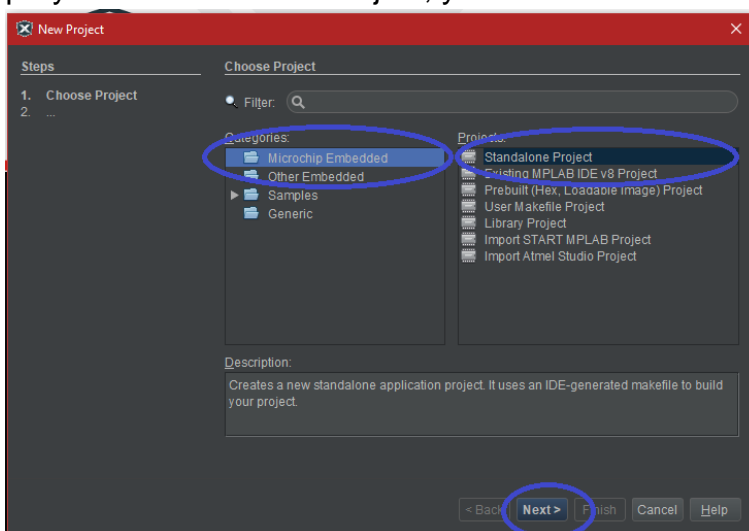 New Project
Steps
Choose Project
1. Choose Project
2. ...
Filter:
Categories:
Projects:
Microchip Embedded
Other Embedded
Samples
Generic
Standalone Project
Existing MPLAB IDE v8 Project
Prebuilt (Hex, Loadable Image) Project
User Makefile Project
Library Project
Import START MPLAB Project
Import Atmel Studio Project
Description:
Creates a new standalone application project. It uses an IDE-generated makefile to build
your project.
< Back
Next >
Finish
Cancel
Help